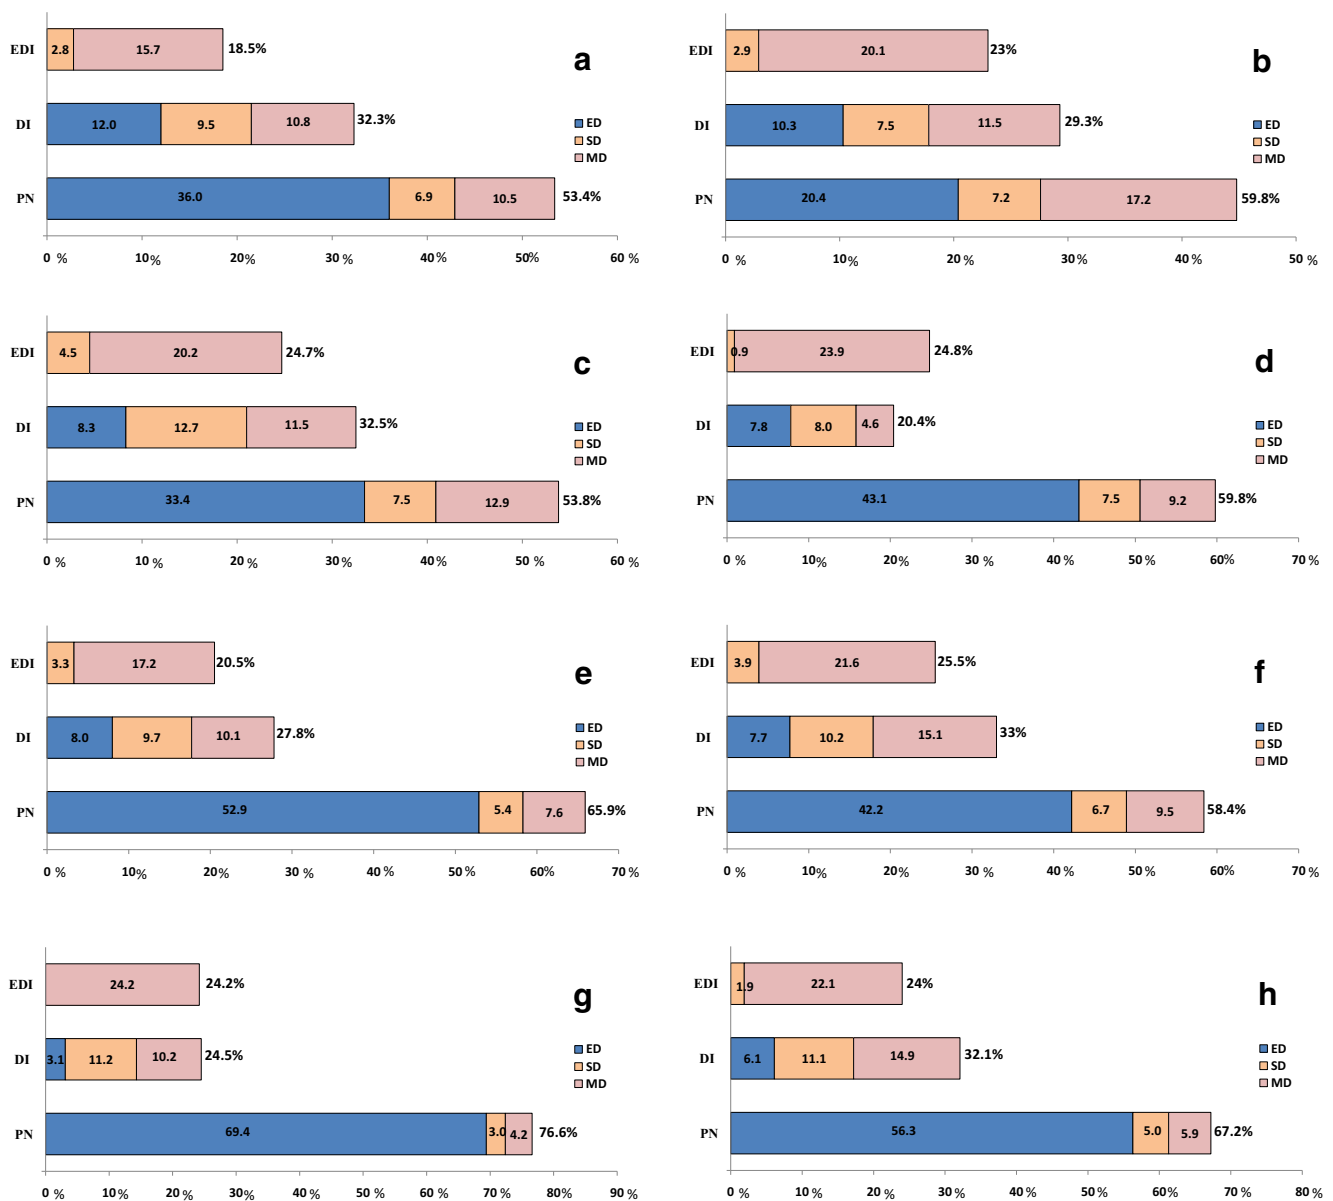 EDI 2.8 15.7 18.5% a
DI 12.0 9.5 10.8 32.3%
ED
SD
MD
PN 36.0 6.9 10.5 53.4%
0 % 10% 20% 30% 40% 50% 60 %
EDI 2.9 20.1 23% b
DI 10.3 7.5 11.5 29.3%
ED
SD
MD
PN 20.4 7.2 17.2 59.8%
0 % 10% 20% 30% 40% 50 %
EDI 4.5 20.2 24.7% c
DI 8.3 12.7 11.5 32.5%
ED
SD
MD
PN 33.4 7.5 12.9 53.8%
0 % 10% 20% 30% 40% 50% 60 %
EDI 0.9 23.9 24.8% d
DI 7.8 8.0 4.6 20.4%
ED
SD
MD
PN 43.1 7.5 9.2 59.8%
0 % 10% 20% 30% 40% 50% 60% 70 %
EDI 3.3 17.2 20.5% e
DI 8.0 9.7 10.1 27.8%
ED
SD
MD
PN 52.9 5.4 7.6 65.9%
0 % 10% 20% 30% 40% 50% 60% 70 %
EDI 3.9 21.6 25.5% f
DI 7.7 10.2 15.1 33%
ED
SD
MD
PN 42.2 6.7 9.5 58.4%
0 % 10% 20% 30% 40% 50% 60% 70 %
EDI 24.2 24.2% g
DI 3.1 11.2 10.2 24.5%
ED
SD
MD
PN 69.4 3.0 4.2 76.6%
0 % 10% 20% 30% 40% 50% 60% 70% 80% 90%
EDI 1.9 22.1 24% h
DI 6.1 11.1 14.9 32.1%
ED
SD
MD
PN 56.3 5.0 5.9 67.2%
0 % 10% 20% 30% 40% 50% 60% 70% 80 %